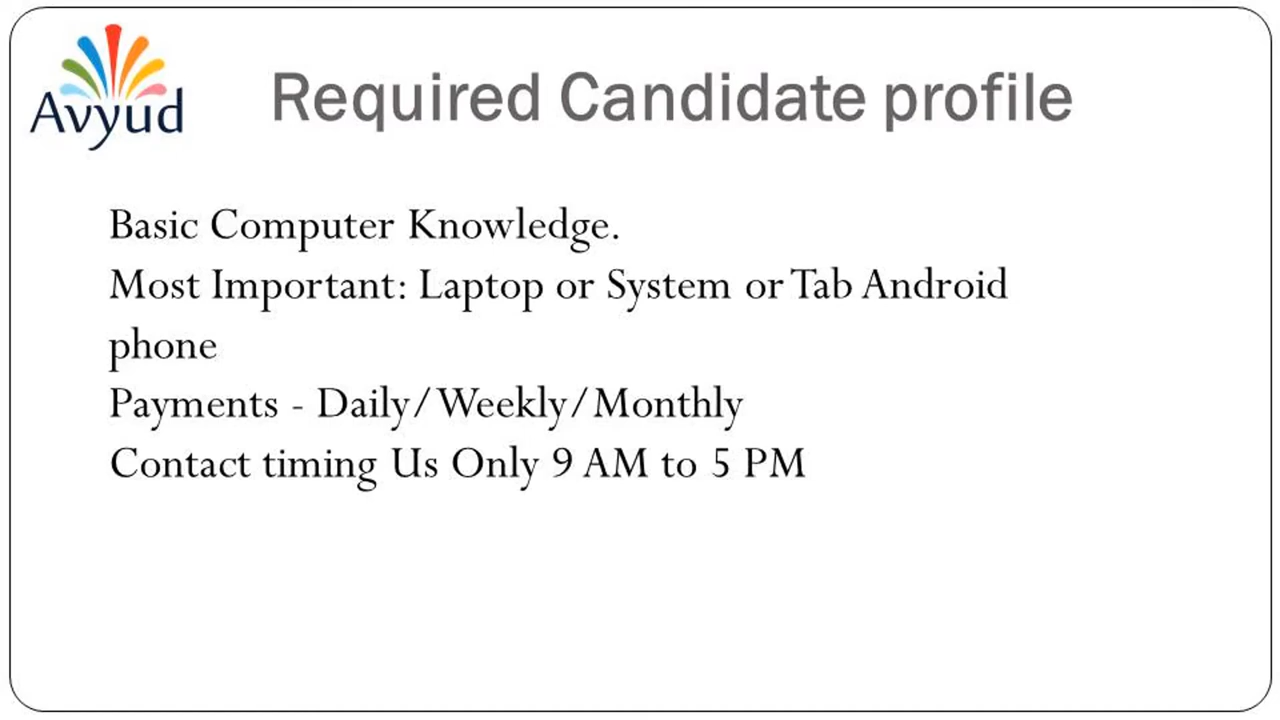 Avyud
Required Candidate profile
Basic Computer Knowledge.
Most Important: Laptop or System or Tab Android
phone
Payments - Daily/Weekly/Monthly
Contact timing Us Only 9 AM to 5 PM